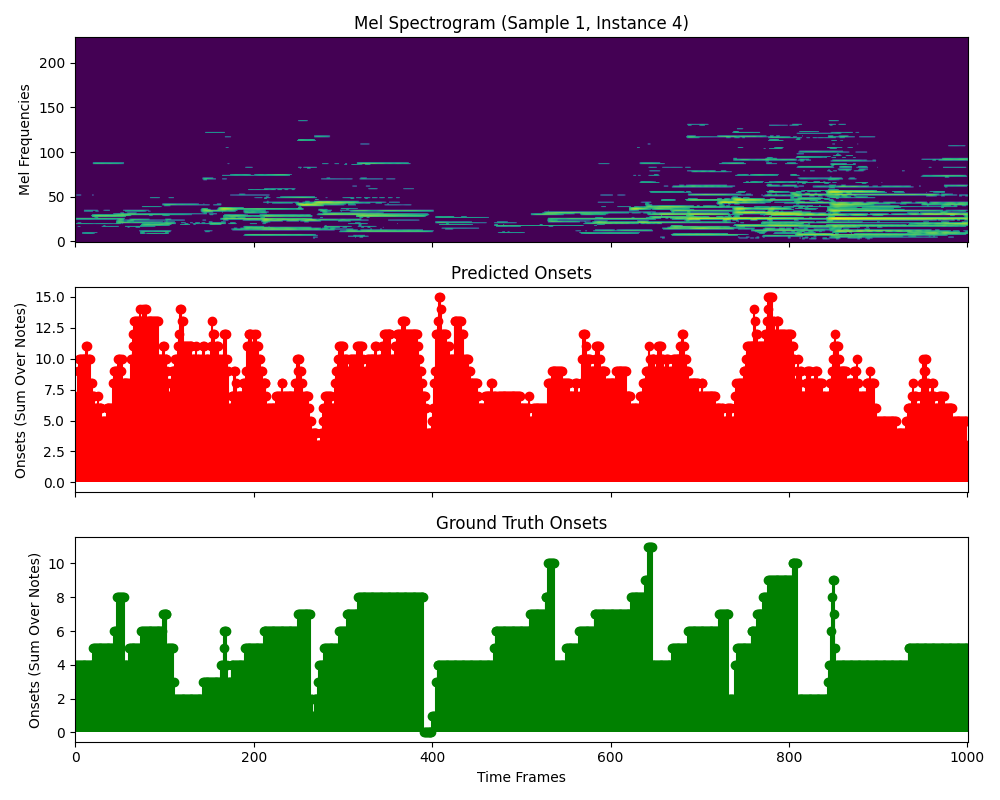 Mel Spectrogram (Sample 1, Instance 4)
200
150
100
50
0
Mel Frequencies
Predicted Onsets
15.0
12.5
10.0
7.5
5.0
2.5
0.0
Onsets (Sum Over Notes)
Ground Truth Onsets
10
8
6
4
2
0
Onsets (Sum Over Notes)
0 200 400 600 800 1000
Time Frames